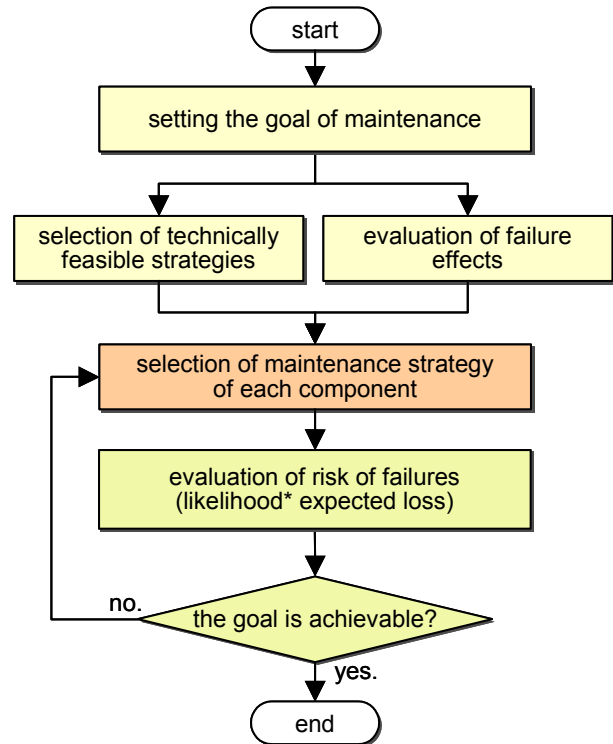 start
setting the goal of maintenance
selection of technically
feasible strategies
evaluation of failure
effects
selection of maintenance strategy
of each component
evaluation of risk of failures
(likelihood* expected loss)
no.
the goal is achievable?
yes.
end